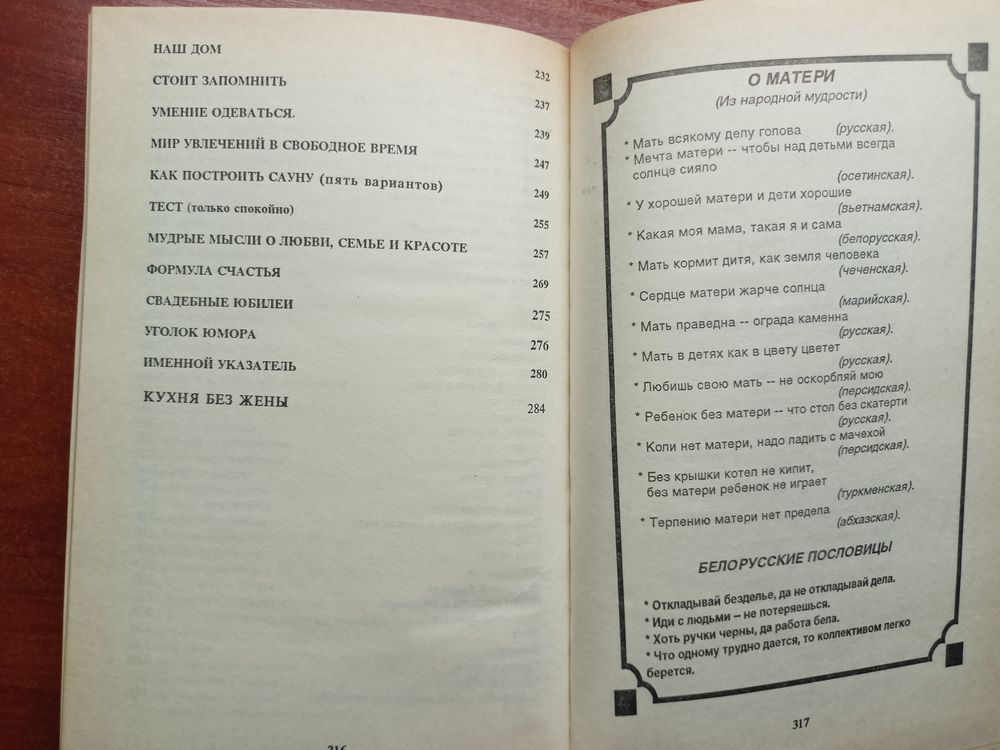 НАШ ДОМ 232
СТОИТ ЗАПОМНИТЬ 237
УМЕНИЕ ОДЕВАТЬСЯ. 239
МИР УВЛЕЧЕНИЙ В СВОБОДНОЕ ВРЕМЯ 247
КАК ПОСТРОИТЬ САУНУ (пять вариантов) 249
ТЕСТ (только спокойно) 255
МУДРЫЕ МЫСЛИ О ЛЮБВИ, СЕМЬЕ И КРАСОТЕ 257
ФОРМУЛА СЧАСТЬЯ 269
СВАДЕБНЫЕ ЮБИЛЕИ 275
УГОЛОК ЮМОРА 276
ИМЕННОЙ УКАЗАТЕЛЬ 280
КУХНЯ БЕЗ ЖЕНЫ 284
316
О МАТЕРИ
(Из народной мудрости)
* Мать всякому делу голова (русская).
* Мечта матери -- чтобы над детьми всегда
солнце сияло
(осетинская).
* У хорошей матери и дети хорошие
(вьетнамская).
* Какая моя мама, такая я и сама
(белорусская).
* Мать кормит дитя, как земля человека
(чеченская).
* Сердце матери жарче солнца
(марийская).
* Мать праведна -- ограда каменна
(русская).
* Мать в детях как в цвету цветет
(русская).
* Любишь свою мать -- не оскорбляй мою
(персидская).
* Ребенок без матери -- что стол без скатерти
(русская).
* Коли нет матери, надо ладить с мачехой
(персидская).
* Без крышки котел не кипит,
без матери ребенок не играет
(туркменская).
* Терпению матери нет предела
(абхазская).
БЕЛОРУССКИЕ ПОСЛОВИЦЫ
* Откладывай безделье, да не откладывай дела.
* Иди с людьми – не потеряешься.
* Хоть ручки черны, да работа бела.
* Что одному трудно дается, то коллективом легко
берется.
317